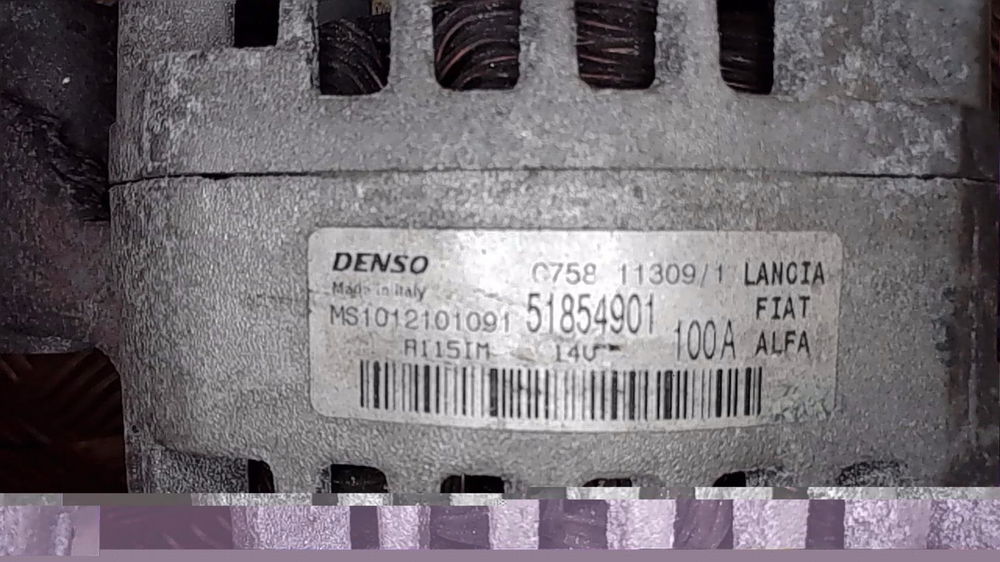 DENSO
Made in Italy
C758 11309/1 LANCIA
MS1012101091 51854901 FIAT
A115IM 14V 100A ALFA